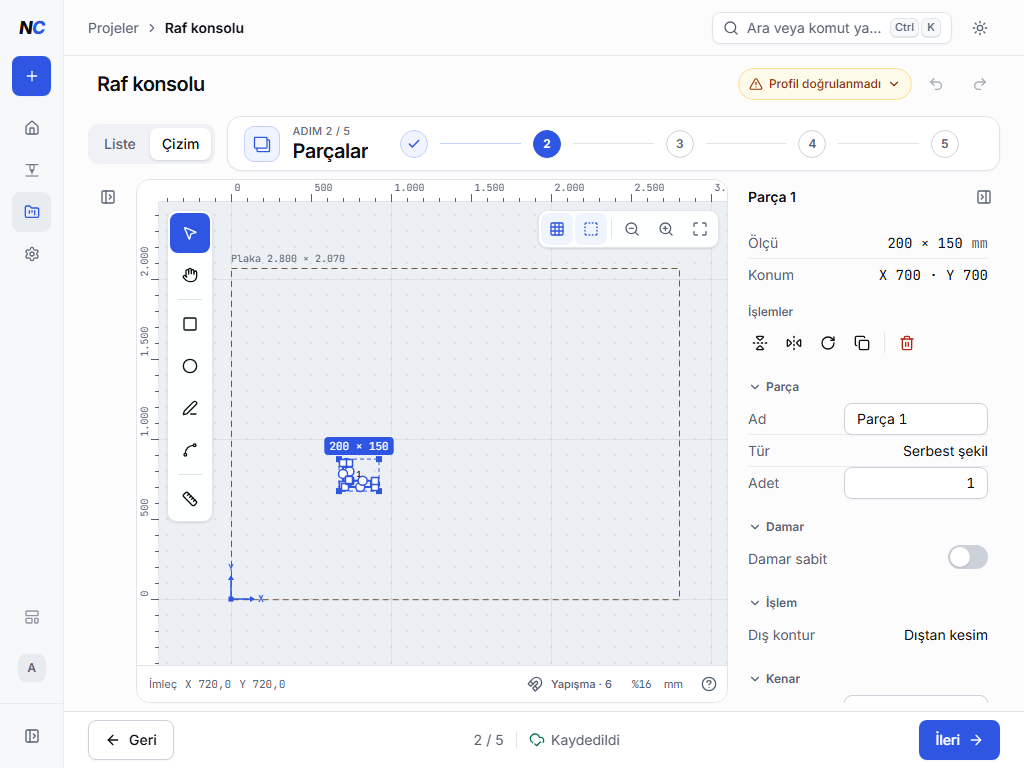 NC
Projeler
Raf konsolu
Ara veya komut ya...
Ctrl
K
Raf konsolu
Profil doğrulanmadı
Liste
Çizim
ADIM 2 / 5
Parçalar
2
3
4
5
0
500
1.000
1.500
2.000
2.500
3.
2.000
1.500
1.000
500
0
Plaka 2.800 × 2.070
200 × 150
1
Y
X
İmleç X 720,0 Y 720,0
Yapışma · 6
%16
mm
Parça 1
Ölçü
200 × 150 mm
Konum
X 700 · Y 700
İşlemler
Parça
Ad
Parça 1
Tür
Serbest şekil
Adet
1
Damar
Damar sabit
İşlem
Dış kontur
Dıştan kesim
Kenar
A
Geri
2 / 5
Kaydedildi
İleri